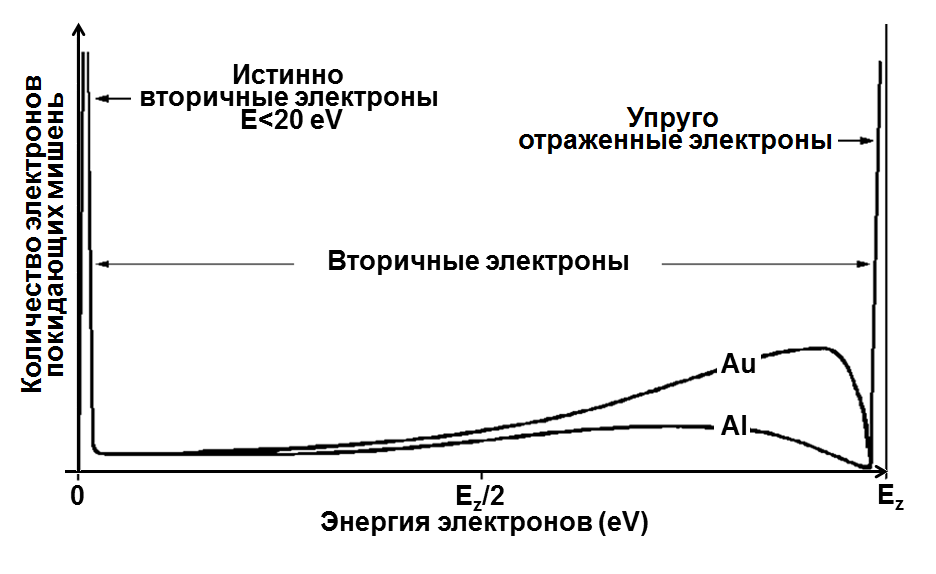 Количество электронов
покидающих мишень
Истинно
вторичные электроны
E<20 eV
Упруго
отраженные электроны
Вторичные электроны
Au
Al
0
Ez/2
Ez
Энергия электронов (eV)